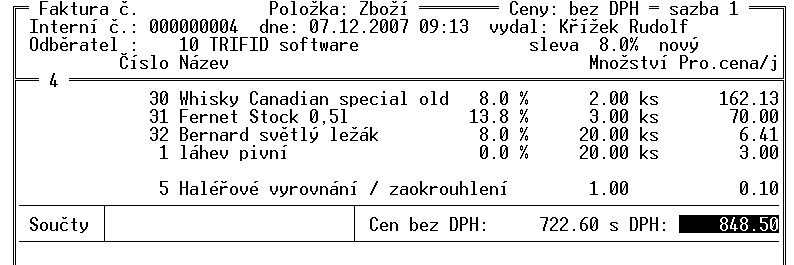 Faktura č. Položka: Zboží Ceny: bez DPH = sazba 1
Interní č.: 000000004 dne: 07.12.2007 09:13 vydal: Křížek Rudolf
Odběratel : 10 TRIFID software sleva 8.0% nový
Číslo Název Množství Pro.cena/j
4
30 Whisky Canadian special old 8.0 % 2.00 ks 162.13
31 Fernet Stock 0,5l 13.8 % 3.00 ks 70.00
32 Bernard světlý ležák 8.0 % 20.00 ks 6.41
1 láhev pivní 0.0 % 20.00 ks 3.00
5 Haléřové vyrovnání / zaokrouhlení 1.00 0.10
Součty Cen bez DPH: 722.60 s DPH: 848.50